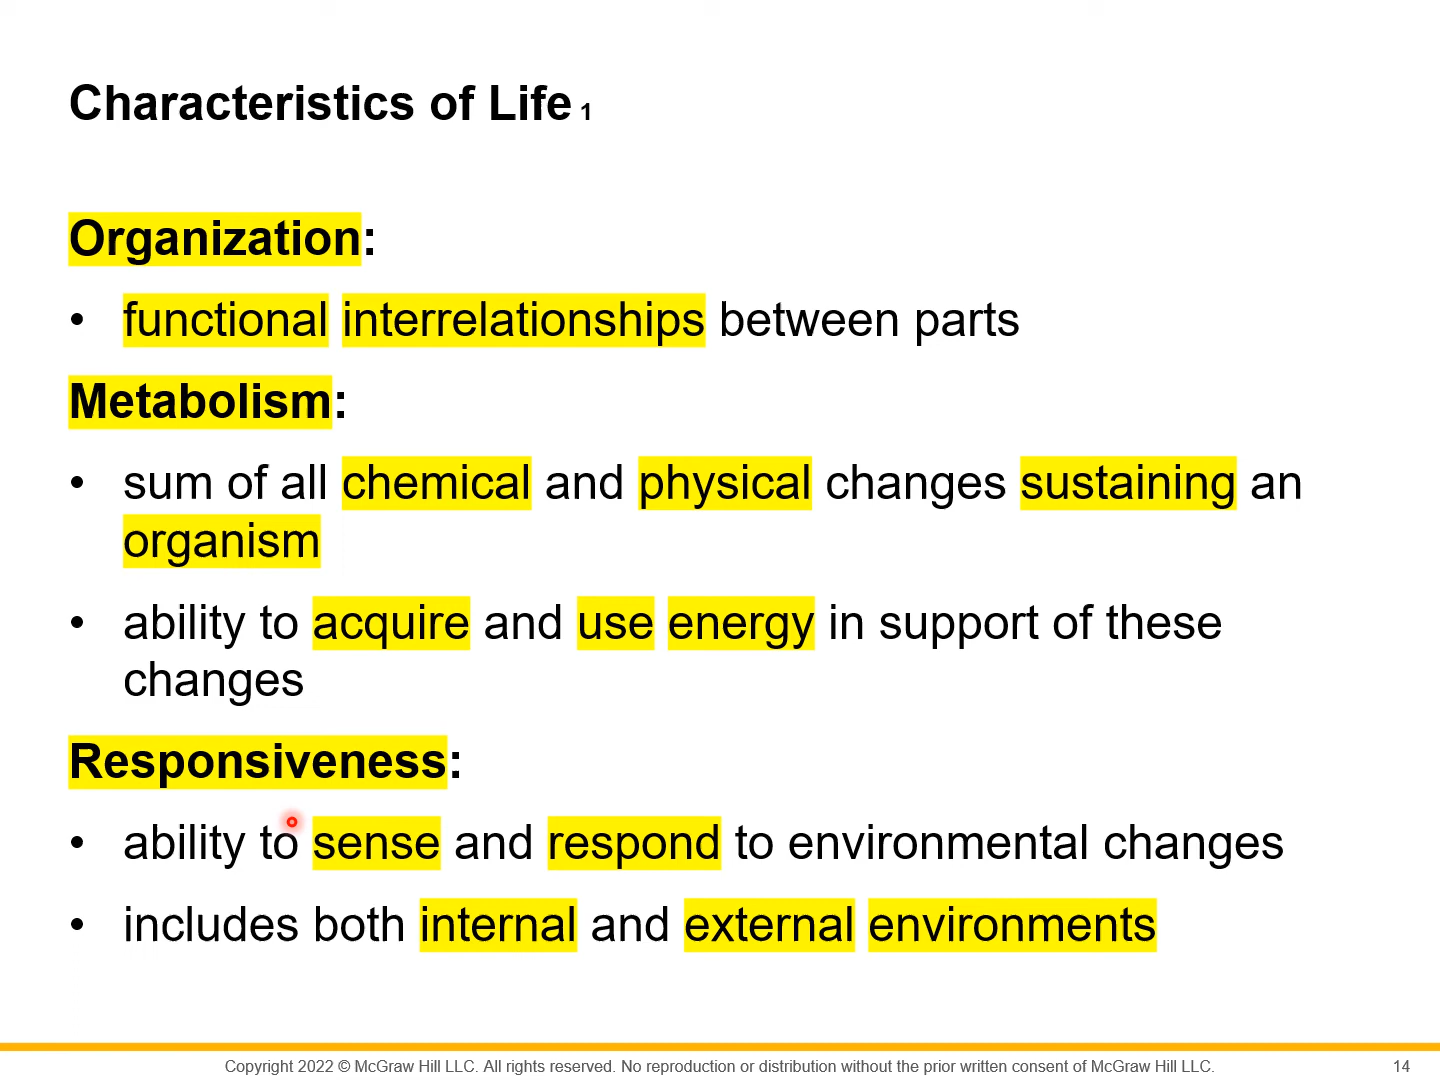 Characteristics of Life 1
Organization:
• functional interrelationships between parts
Metabolism:
• sum of all chemical and physical changes sustaining an
organism
• ability to acquire and use energy in support of these
changes
Responsiveness:
• ability to sense and respond to environmental changes
• includes both internal and external environments
Copyright 2022 © McGraw Hill LLC. All rights reserved. No reproduction or distribution without the prior written consent of McGraw Hill LLC. 14